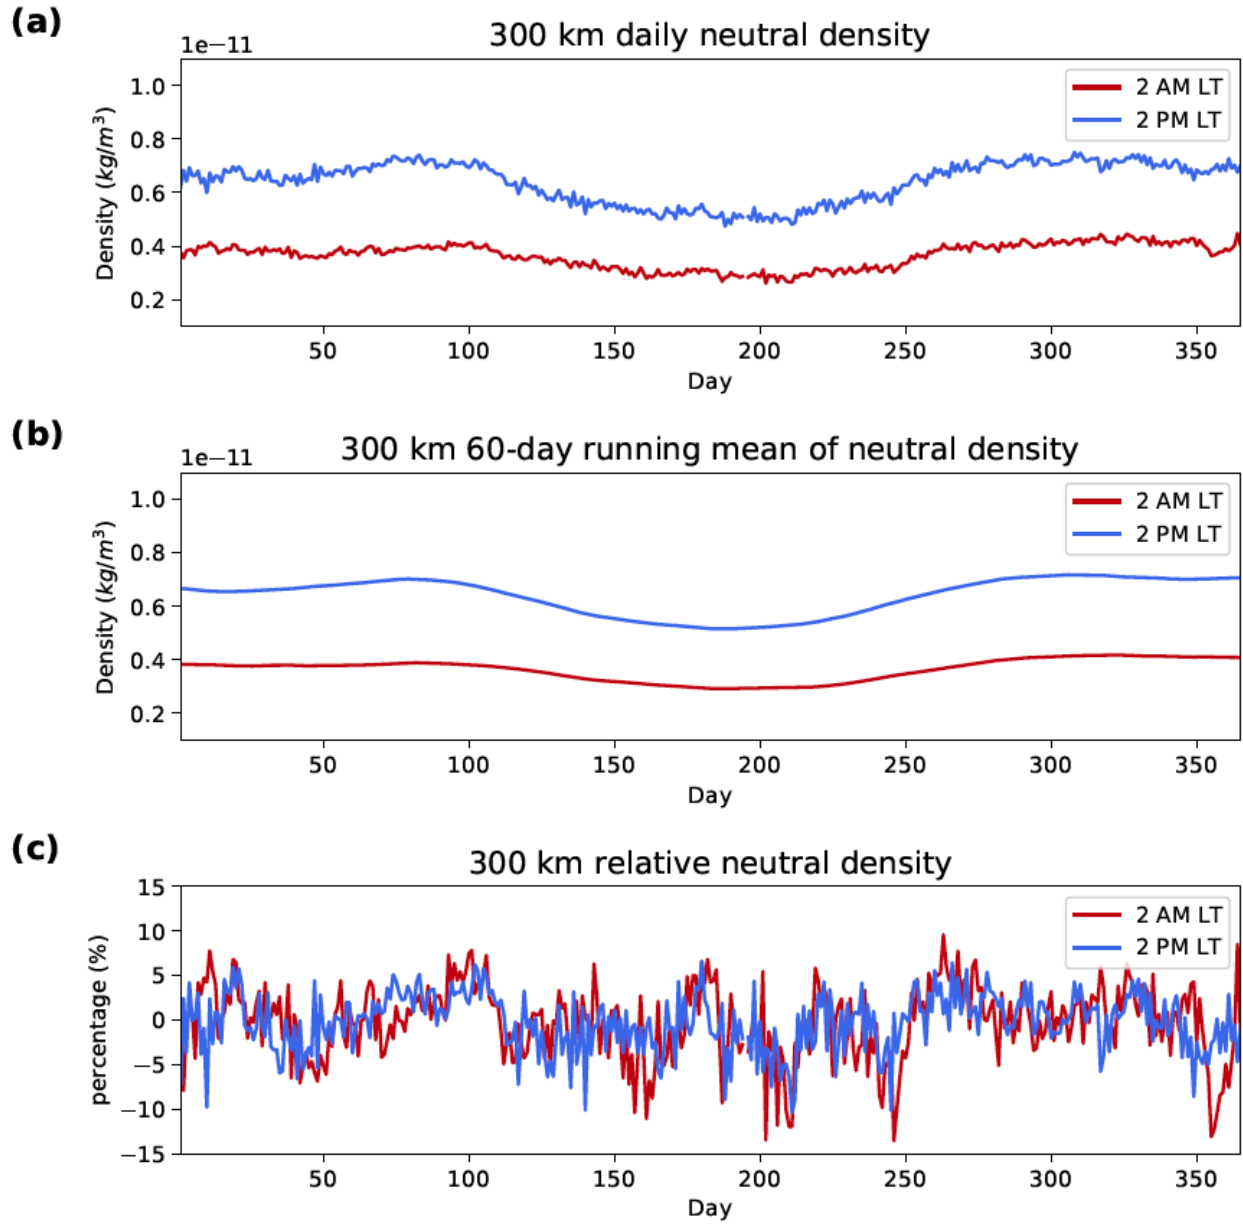 (a)
300 km daily neutral density
1e−11
1.0
0.8
0.6
0.4
0.2
Density (kg/m³)
2 AM LT
2 PM LT
50 100 150 200 250 300 350
Day
(b)
300 km 60-day running mean of neutral density
1e−11
1.0
0.8
0.6
0.4
0.2
Density (kg/m³)
2 AM LT
2 PM LT
50 100 150 200 250 300 350
Day
(c)
300 km relative neutral density
15
10
5
0
−5
−10
−15
percentage (%)
2 AM LT
2 PM LT
50 100 150 200 250 300 350
Day